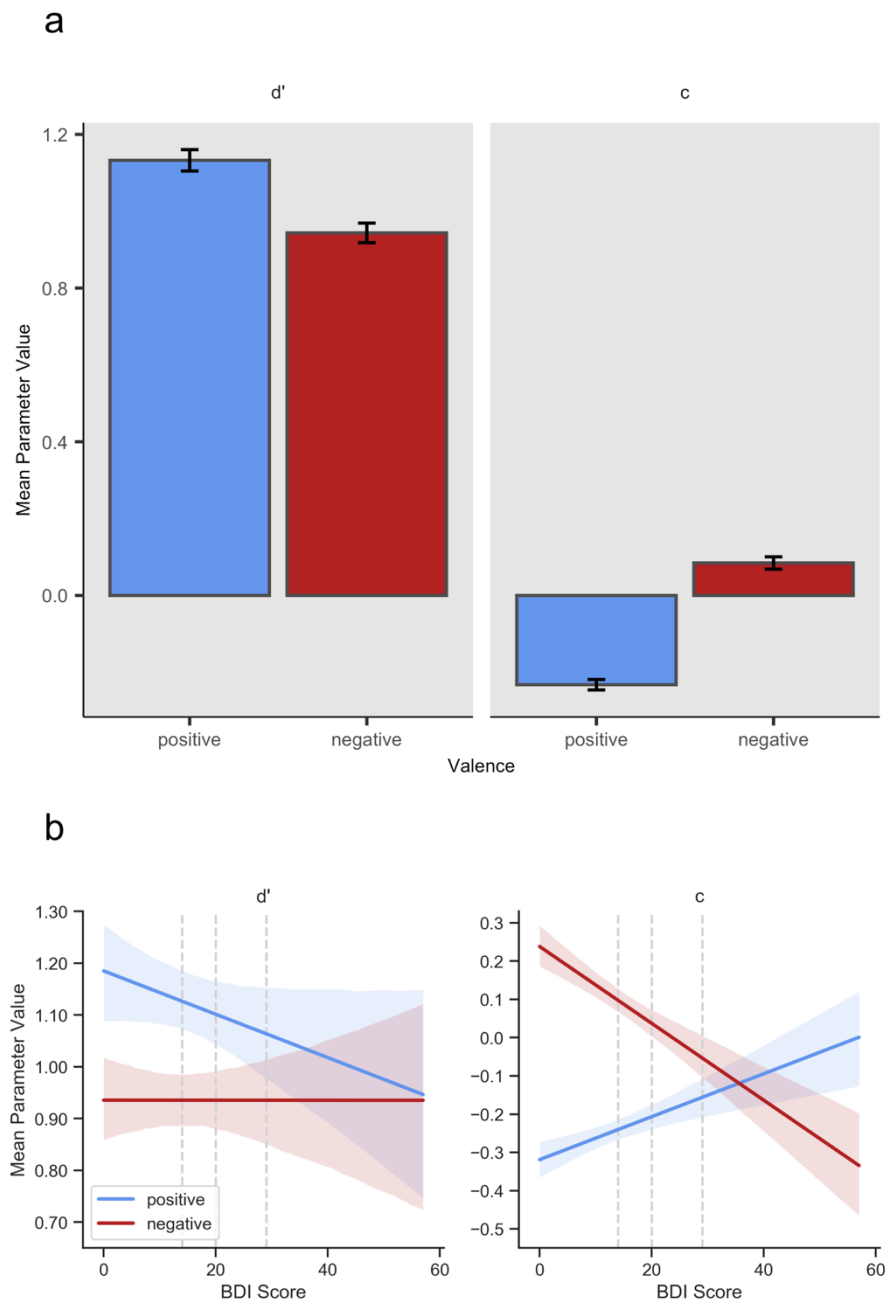 a
d'
c
1.2
0.8
0.4
0.0
Mean Parameter Value
positive
negative
positive
negative
Valence
b
d'
c
1.30
1.20
1.10
1.00
0.90
0.80
0.70
Mean Parameter Value
positive
negative
0
20
40
60
BDI Score
0.3
0.2
0.1
0.0
−0.1
−0.2
−0.3
−0.4
−0.5
0
20
40
60
BDI Score